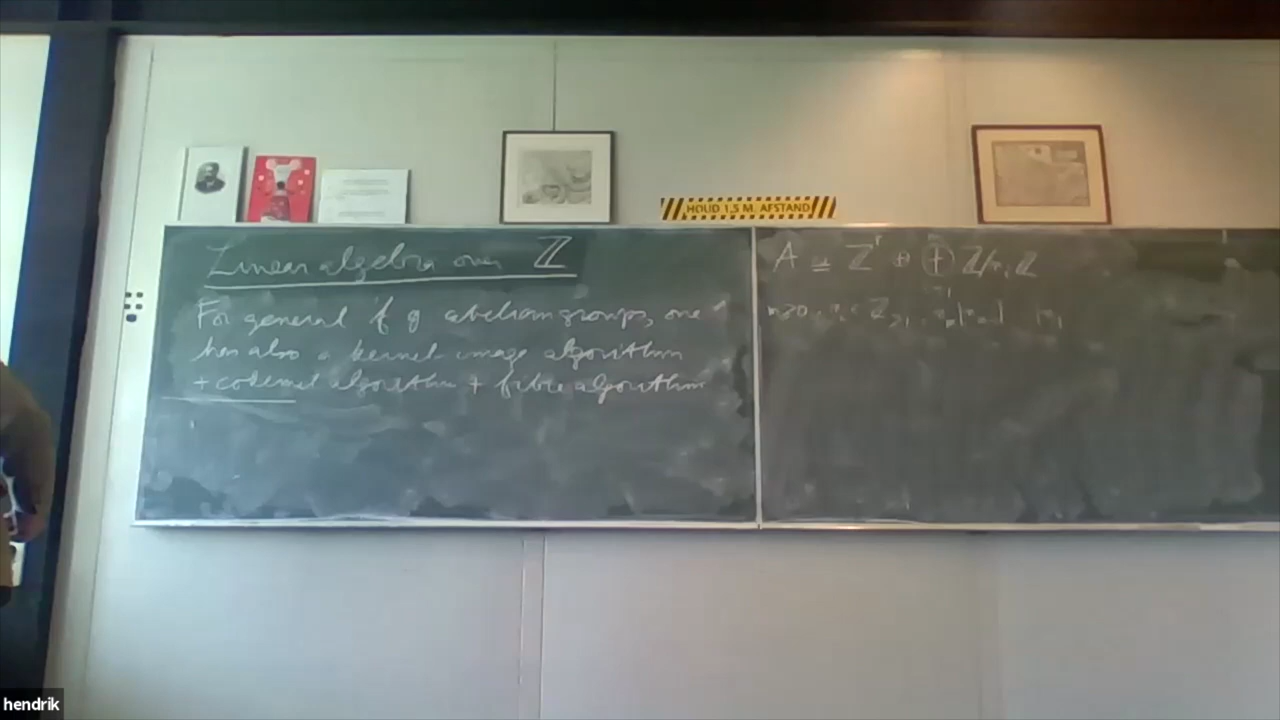 HOUD 1,5 M. AFSTAND
Linear algebra over ℤ
For general f g abelian groups, one
has also a kernel-image algorithm
+ cokernel algorithm + fibre algorithm
A ≅ ℤ^r ⊕ ⊕ ℤ/n_i ℤ
hendrik